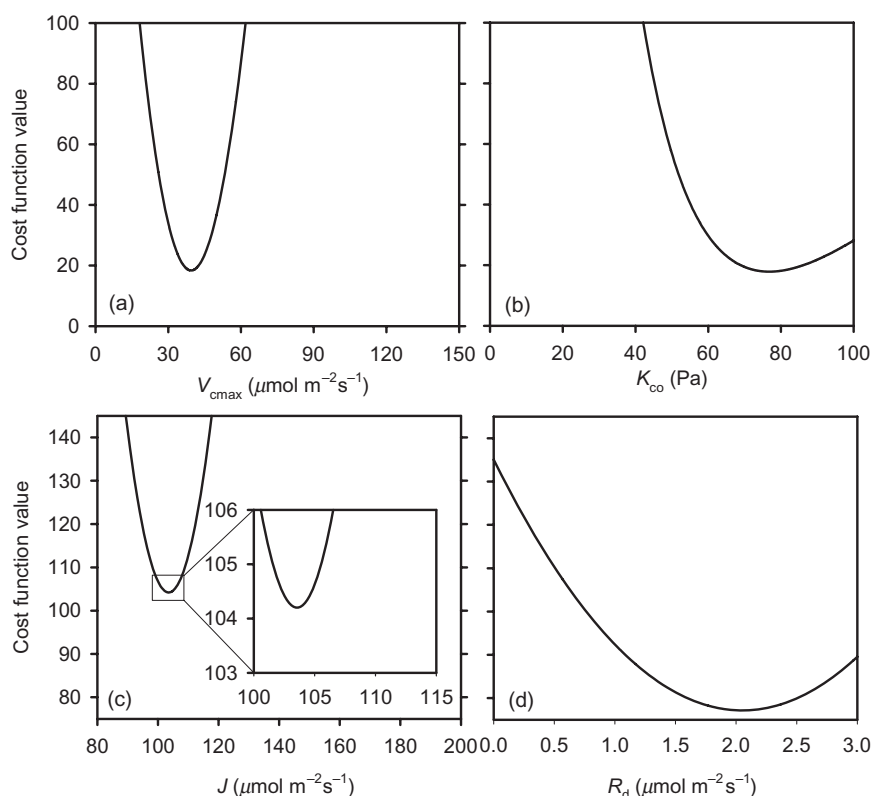 100
80
60
40
20
0
Cost function value
(a)
0 30 60 90 120 150
V_cmax (μmol m⁻²s⁻¹)
(b)
0 20 40 60 80 100
K_co (Pa)
140
130
120
110
100
90
80
Cost function value
(c)
106
105
104
103
100 105 110 115
80 100 120 140 160 180 200
J (μmol m⁻²s⁻¹)
(d)
0.0 0.5 1.0 1.5 2.0 2.5 3.0
R_d (μmol m⁻²s⁻¹)